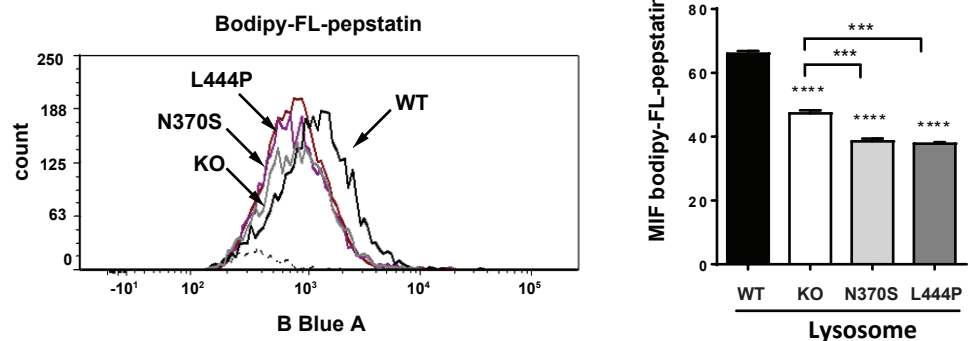 Bodipy-FL-pepstatin
250
188
125
63
0
count
L444P
N370S
KO
WT
-10¹ 10² 10³ 10⁴ 10⁵
B Blue A
MIF bodipy-FL-pepstatin
80
60
40
20
0
***
***
****
****
****
WT KO N370S L444P
Lysosome